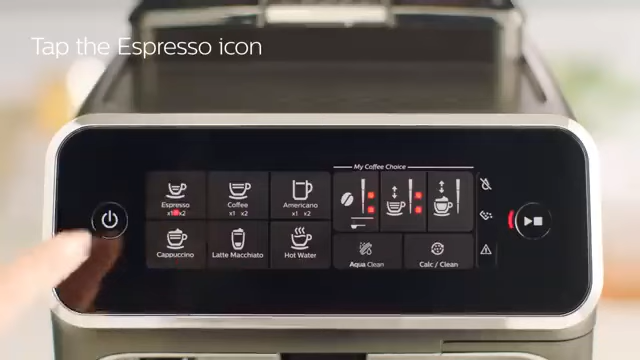 Tap the Espresso icon
My Coffee Choice
Espresso
x1 x2
Coffee
x1 x2
Americano
x1 x2
Cappuccino
Latte Macchiato
Hot Water
Aqua Clean
Calc / Clean